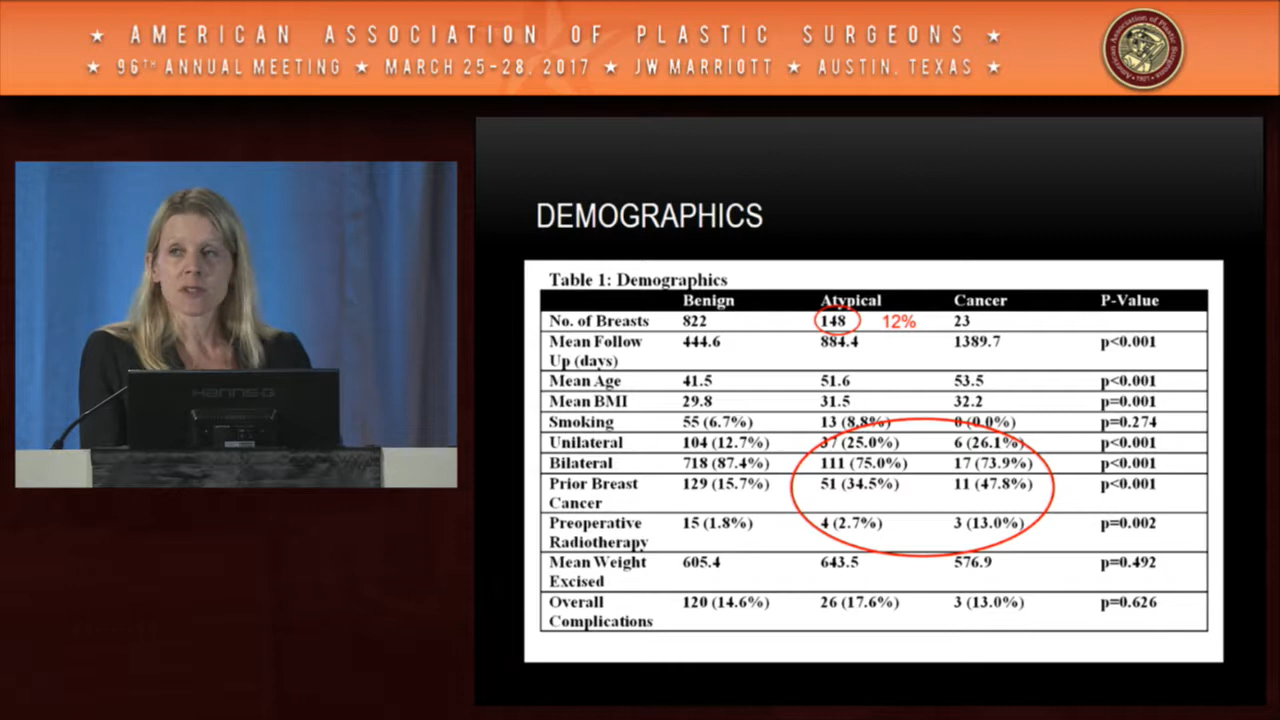 ★ AMERICAN ASSOCIATION OF PLASTIC SURGEONS ★
★ 96TH ANNUAL MEETING ★ MARCH 25-28, 2017 ★ JW MARRIOTT ★ AUSTIN, TEXAS ★
DEMOGRAPHICS
Table 1: Demographics
Benign Atypical Cancer P-Value
No. of Breasts 822 148 12% 23
Mean Follow Up (days) 444.6 884.4 1389.7 p<0.001
Mean Age 41.5 51.6 53.5 p<0.001
Mean BMI 29.8 31.5 32.2 p=0.001
Smoking 55 (6.7%) 13 (8.8%) 0 (0.0%) p=0.274
Unilateral 104 (12.7%) 37 (25.0%) 6 (26.1%) p<0.001
Bilateral 718 (87.4%) 111 (75.0%) 17 (73.9%) p<0.001
Prior Breast Cancer 129 (15.7%) 51 (34.5%) 11 (47.8%) p<0.001
Preoperative Radiotherapy 15 (1.8%) 4 (2.7%) 3 (13.0%) p=0.002
Mean Weight Excised 605.4 643.5 576.9 p=0.492
Overall Complications 120 (14.6%) 26 (17.6%) 3 (13.0%) p=0.626